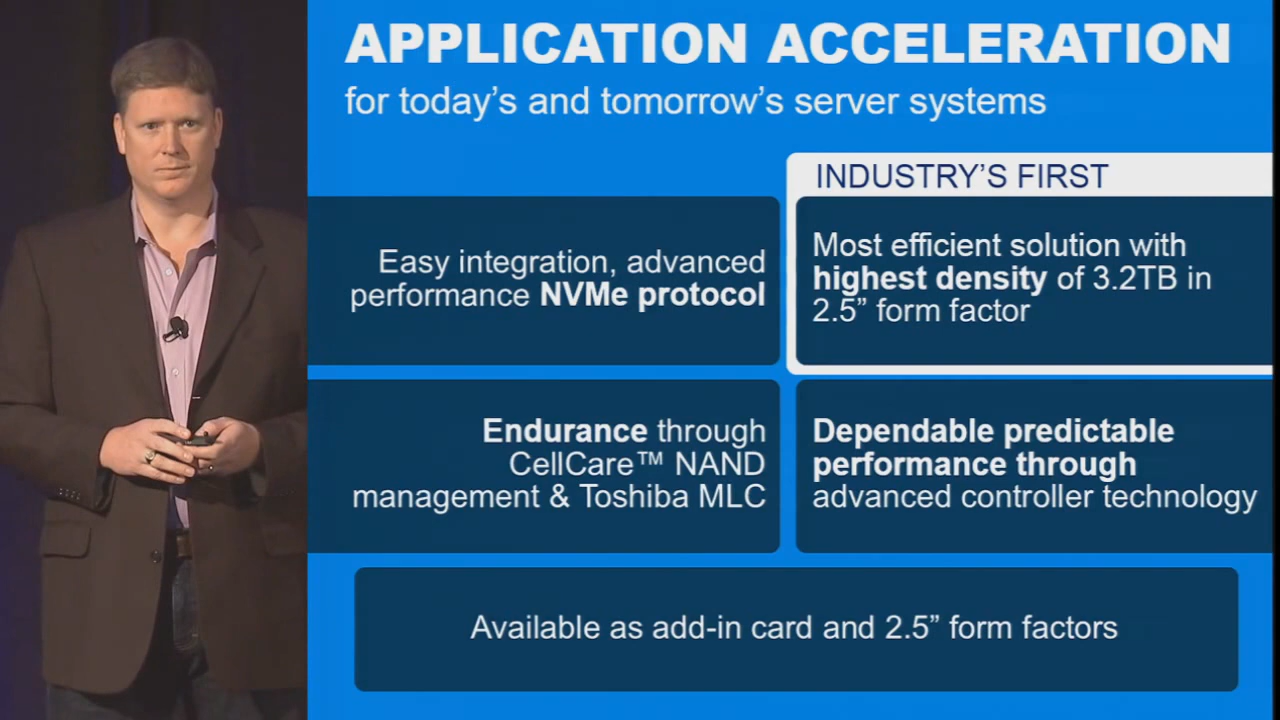 APPLICATION ACCELERATION
for today’s and tomorrow’s server systems
INDUSTRY’S FIRST
Easy integration, advanced
performance NVMe protocol
Most efficient solution with
highest density of 3.2TB in
2.5” form factor
Endurance through
CellCare™ NAND
management & Toshiba MLC
Dependable predictable
performance through
advanced controller technology
Available as add-in card and 2.5” form factors